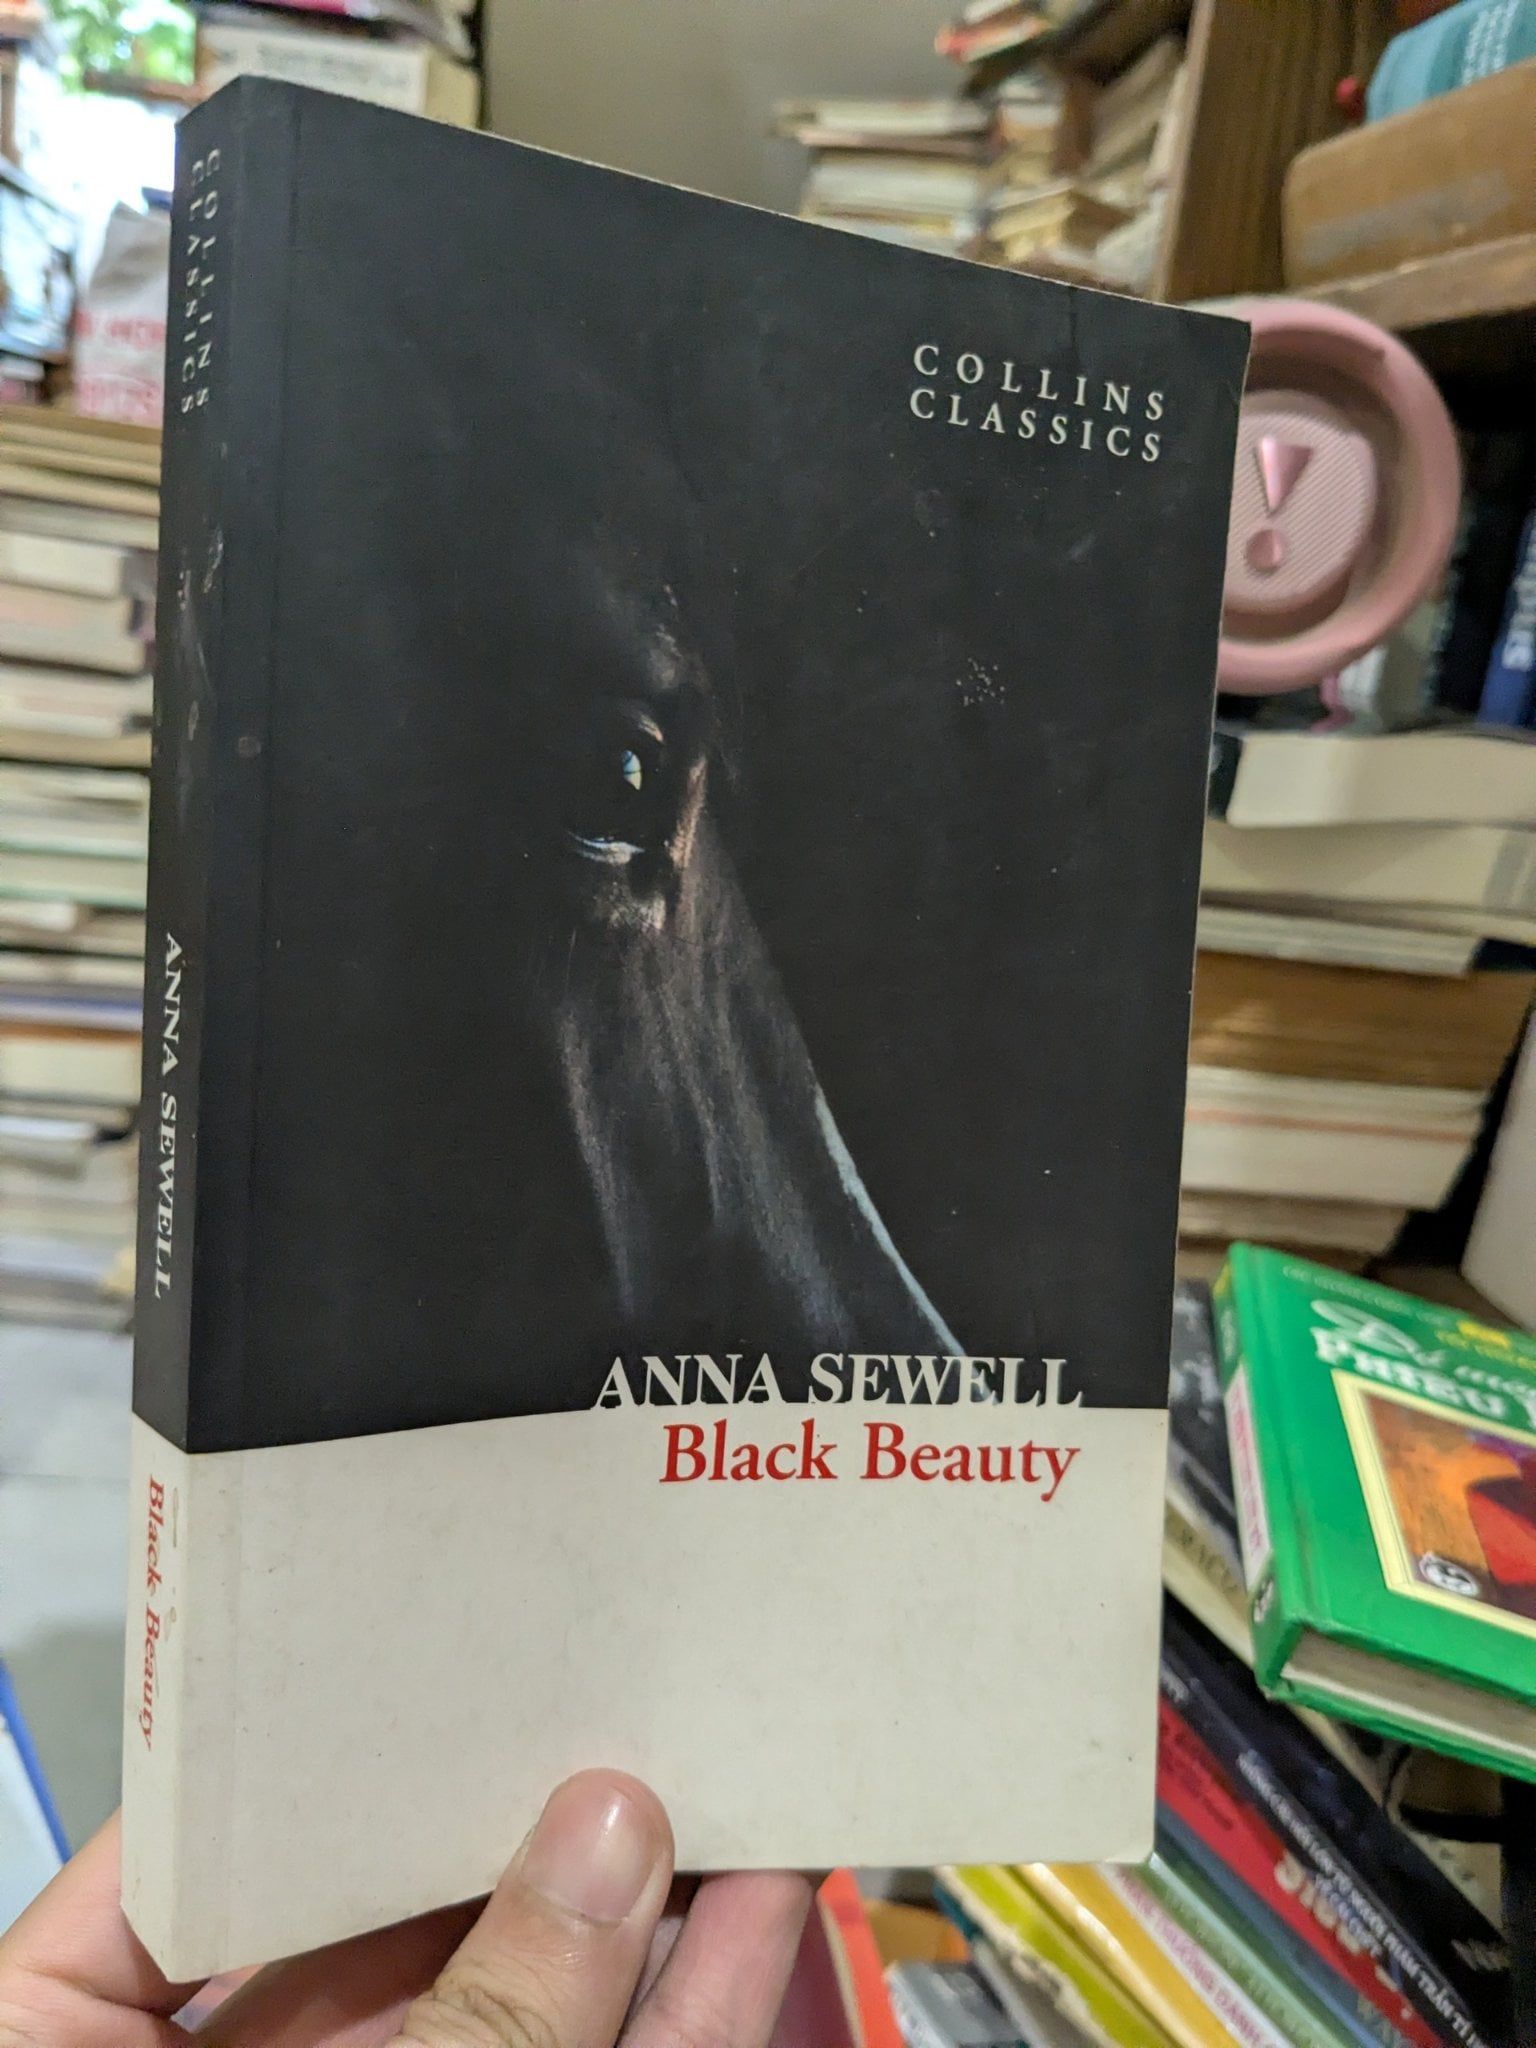 COLLINS
CLASSICS
ANNA SEWELL
Black Beauty
COLLINS
CLASSICS
ANNA SEWELL
Black Beauty